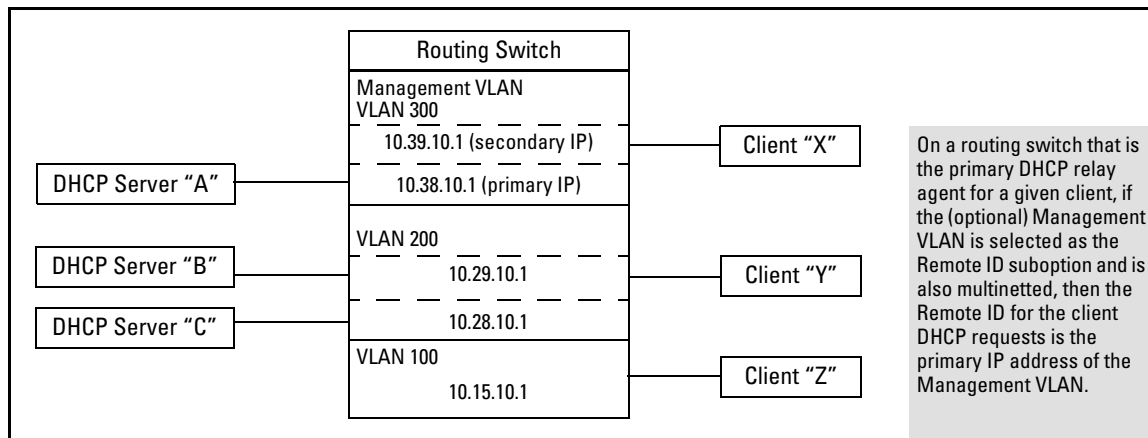 Routing Switch
Management VLAN
VLAN 300
10.39.10.1 (secondary IP)
10.38.10.1 (primary IP)
VLAN 200
10.29.10.1
10.28.10.1
VLAN 100
10.15.10.1
DHCP Server “A”
DHCP Server “B”
DHCP Server “C”
Client “X”
Client “Y”
Client “Z”
On a routing switch that is
the primary DHCP relay
agent for a given client, if
the (optional) Management
VLAN is selected as the
Remote ID suboption and is
also multinetted, then the
Remote ID for the client
DHCP requests is the
primary IP address of the
Management VLAN.